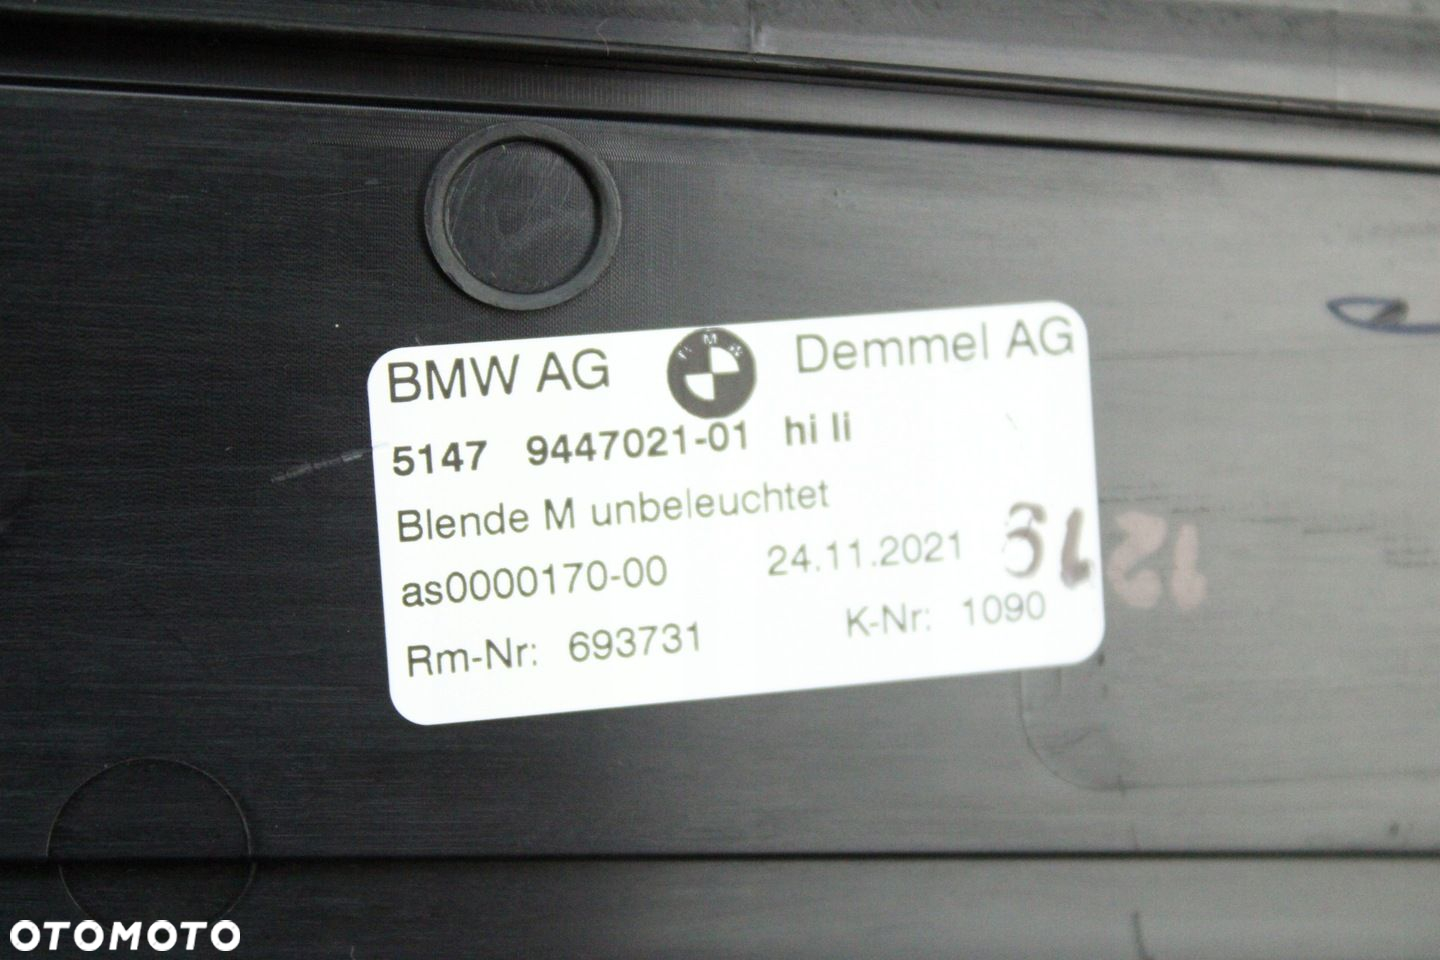 BMW AG BMW Demmel AG
5147 9447021-01 hi li
Blende M unbeleuchtet
as0000170-00 24.11.2021
Rm-Nr: 693731 K-Nr: 1090
OTOMOTO